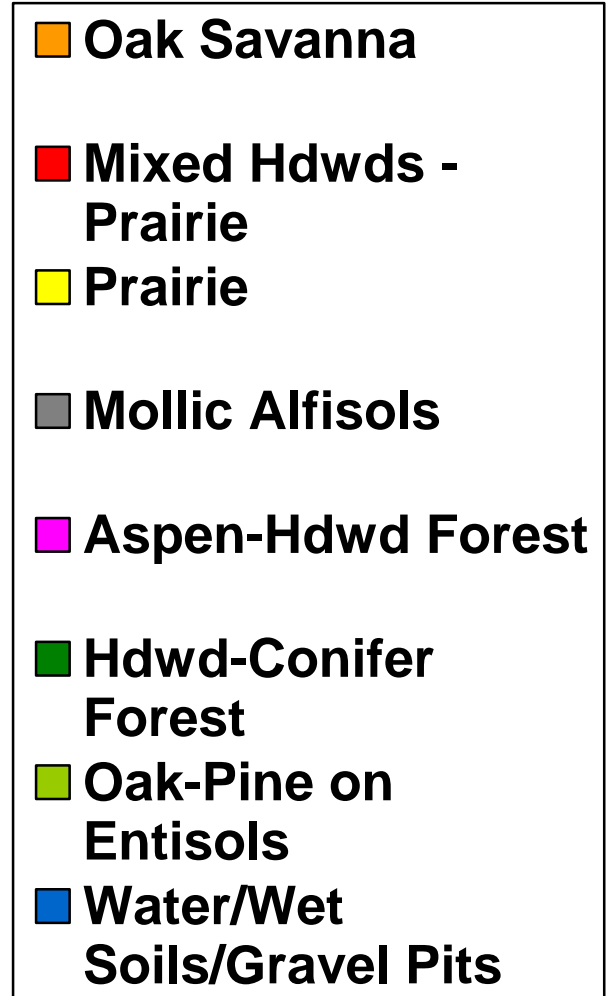 Oak Savanna
Mixed Hdwds -
Prairie
Prairie
Mollic Alfisols
Aspen-Hdwd Forest
Hdwd-Conifer
Forest
Oak-Pine on
Entisols
Water/Wet
Soils/Gravel Pits